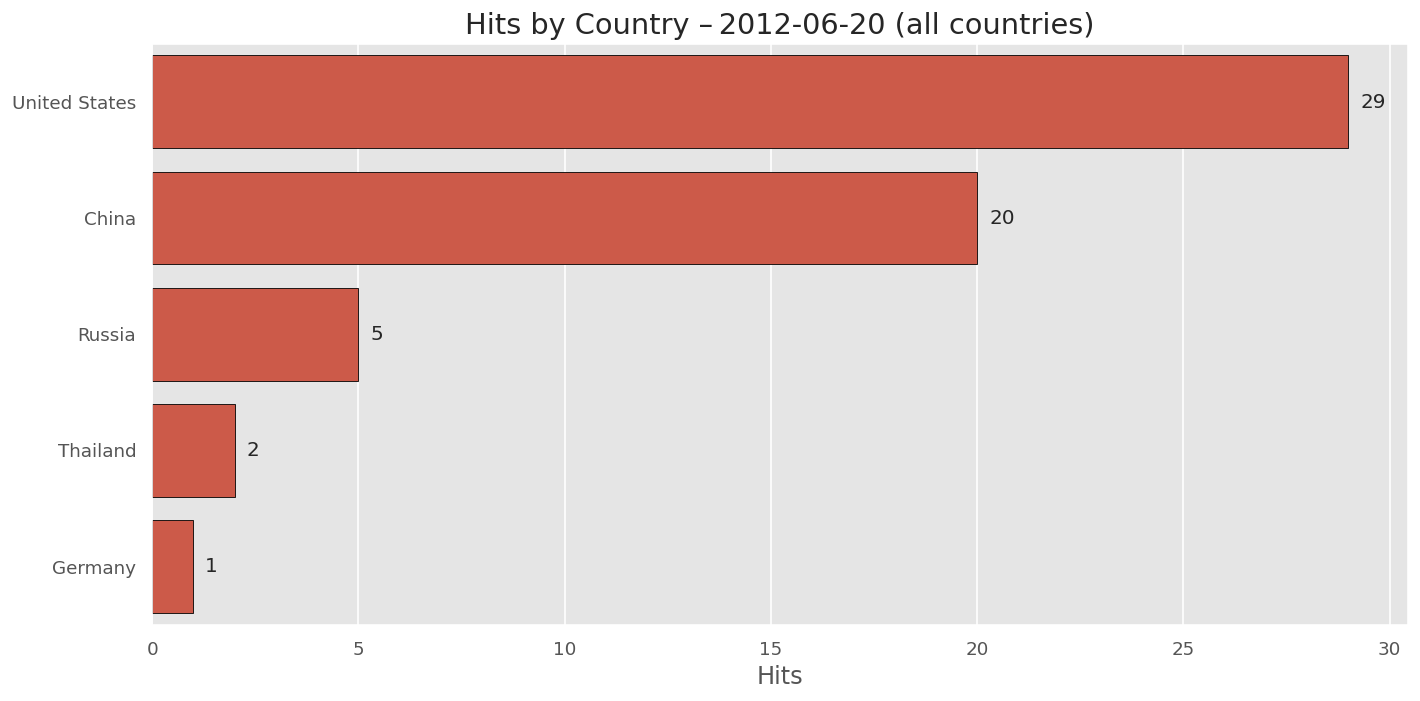 Hits by Country – 2012-06-20 (all countries)
United States 29
China 20
Russia 5
Thailand 2
Germany 1
0 5 10 15 20 25 30
Hits